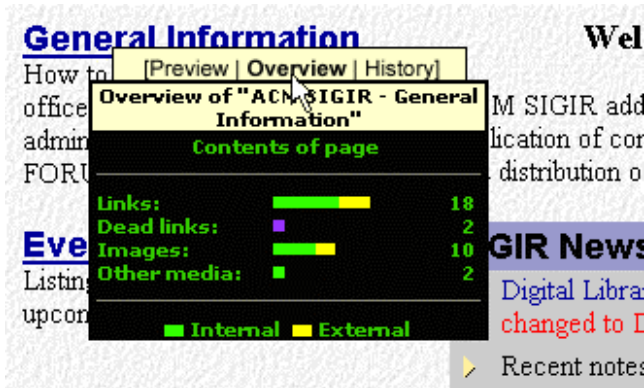 General Information
Wel
How to
[Preview | Overview | History]
office
Overview of "ACM SIGIR - General
Information"
M SIGIR add
admin
lication of con
Contents of page
FORU
distribution o
Links: 18
Dead links: 2
Eve
Images: 10
GIR News
Other media: 2
Listin
Digital Librar
upcon
Internal External
changed to D
Recent notes